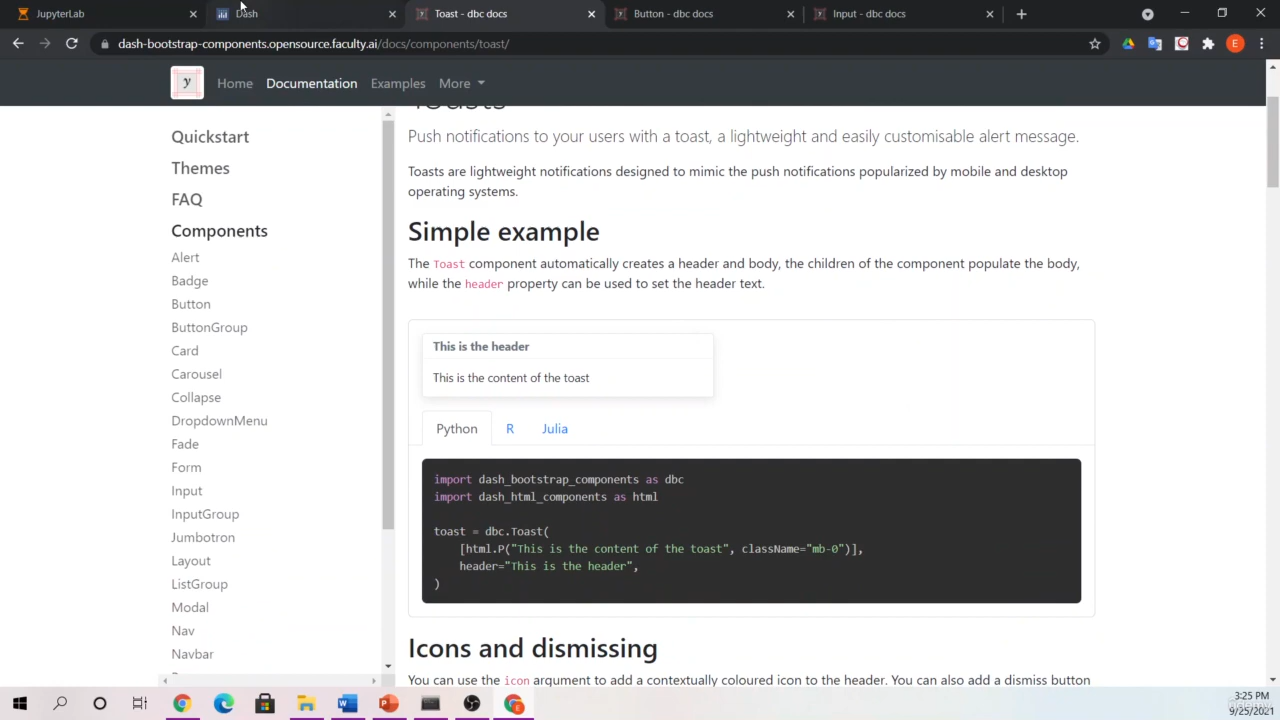 JupyterLab
Dash
Toast - dbc docs
Button - dbc docs
Input - dbc docs
dash-bootstrap-components.opensource.faculty.ai/docs/components/toast/
E
y
Home
Documentation
Examples
More
Quickstart
Themes
FAQ
Components
Alert
Badge
Button
ButtonGroup
Card
Carousel
Collapse
DropdownMenu
Fade
Form
Input
InputGroup
Jumbotron
Layout
ListGroup
Modal
Nav
Navbar
Toasts
Push notifications to your users with a toast, a lightweight and easily customisable alert message.
Toasts are lightweight notifications designed to mimic the push notifications popularized by mobile and desktop
operating systems.
Simple example
The Toast component automatically creates a header and body, the children of the component populate the body,
while the header property can be used to set the header text.
This is the header
This is the content of the toast
Python
R
Julia
import dash_bootstrap_components as dbc
import dash_html_components as html
toast = dbc.Toast(
[html.P("This is the content of the toast", className="mb-0")],
header="This is the header",
)
Icons and dismissing
You can use the icon argument to add a contextually coloured icon to the header. You can also add a dismiss button
3:25 PM
9/25/2021